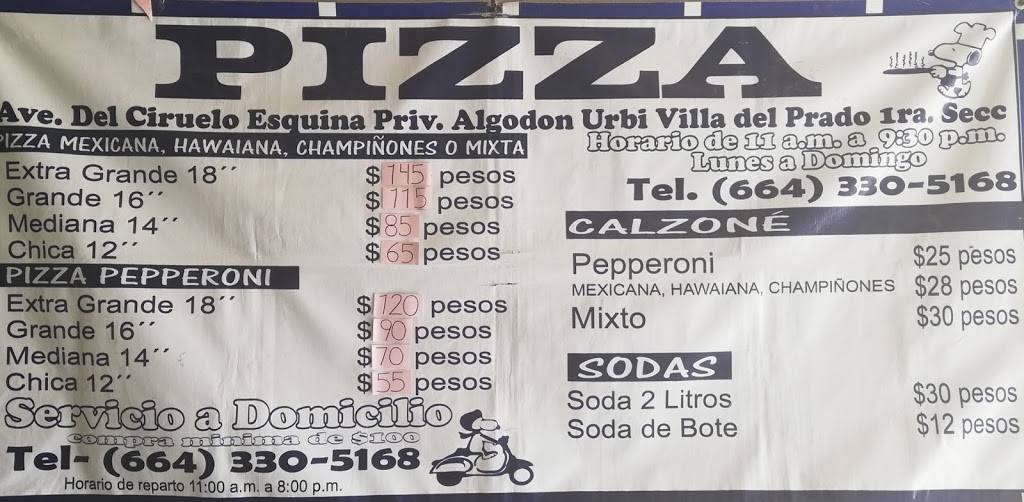 PIZZA
Ave. Del Ciruelo Esquina Priv. Algodon Urbi Villa del Prado 1ra. Secc
PIZZA MEXICANA, HAWAIANA, CHAMPIÑONES O MIXTA
Extra Grande 18´´ $ 145 pesos
Grande 16´´ $ 115 pesos
Mediana 14´´ $ 85 pesos
Chica 12´´ $ 65 pesos
PIZZA PEPPERONI
Extra Grande 18´´ $ 120 pesos
Grande 16´´ $ 90 pesos
Mediana 14´´ $ 70 pesos
Chica 12´´ $ 55 pesos
Servicio a Domicilio
compra minima de $100
Tel- (664) 330-5168
Horario de reparto 11:00 a.m. a 8:00 p.m.
Horario de 11 a.m. a 9:30 p.m.
Lunes a Domingo
Tel. (664) 330-5168
CALZONÉ
Pepperoni $25 pesos
MEXICANA, HAWAIANA, CHAMPIÑONES $28 pesos
Mixto $30 pesos
SODAS
Soda 2 Litros $30 pesos
Soda de Bote $12 pesos